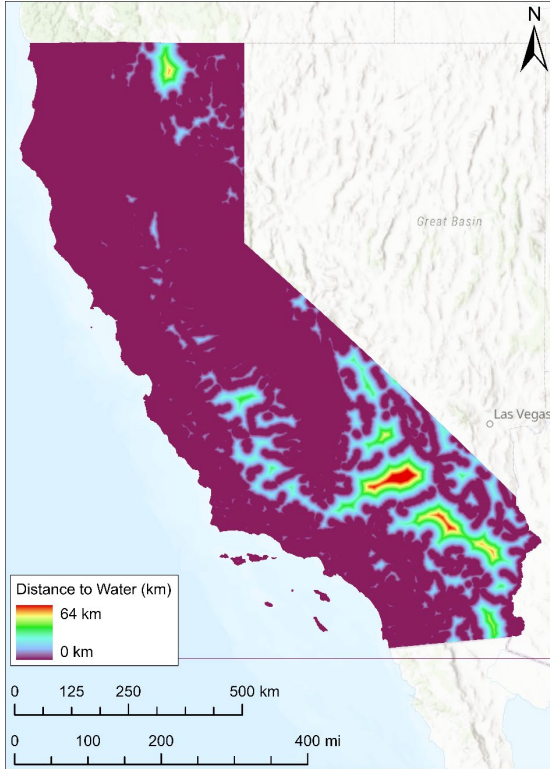 N
Great Basin
Las Vegas
Distance to Water (km)
64 km
0 km
0 125 250 500 km
0 100 200 400 mi